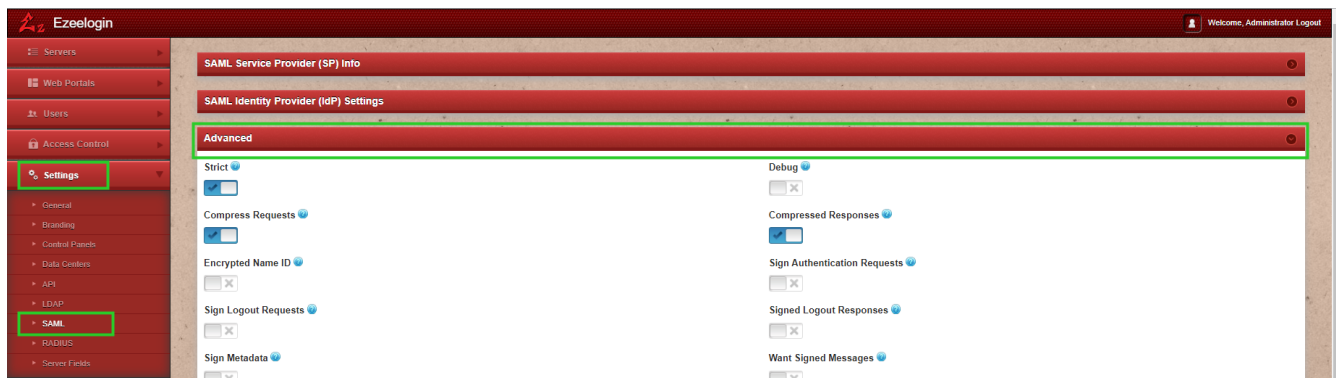 Ezeelogin
Welcome, Administrator Logout
Servers
Web Portals
Users
Access Control
Settings
General
Branding
Control Panels
Data Centers
API
LDAP
SAML
RADIUS
Server Fields
SAML Service Provider (SP) Info
SAML Identity Provider (IdP) Settings
Advanced
Strict
Debug
Compress Requests
Compressed Responses
Encrypted Name ID
Sign Authentication Requests
Sign Logout Requests
Signed Logout Responses
Sign Metadata
Want Signed Messages